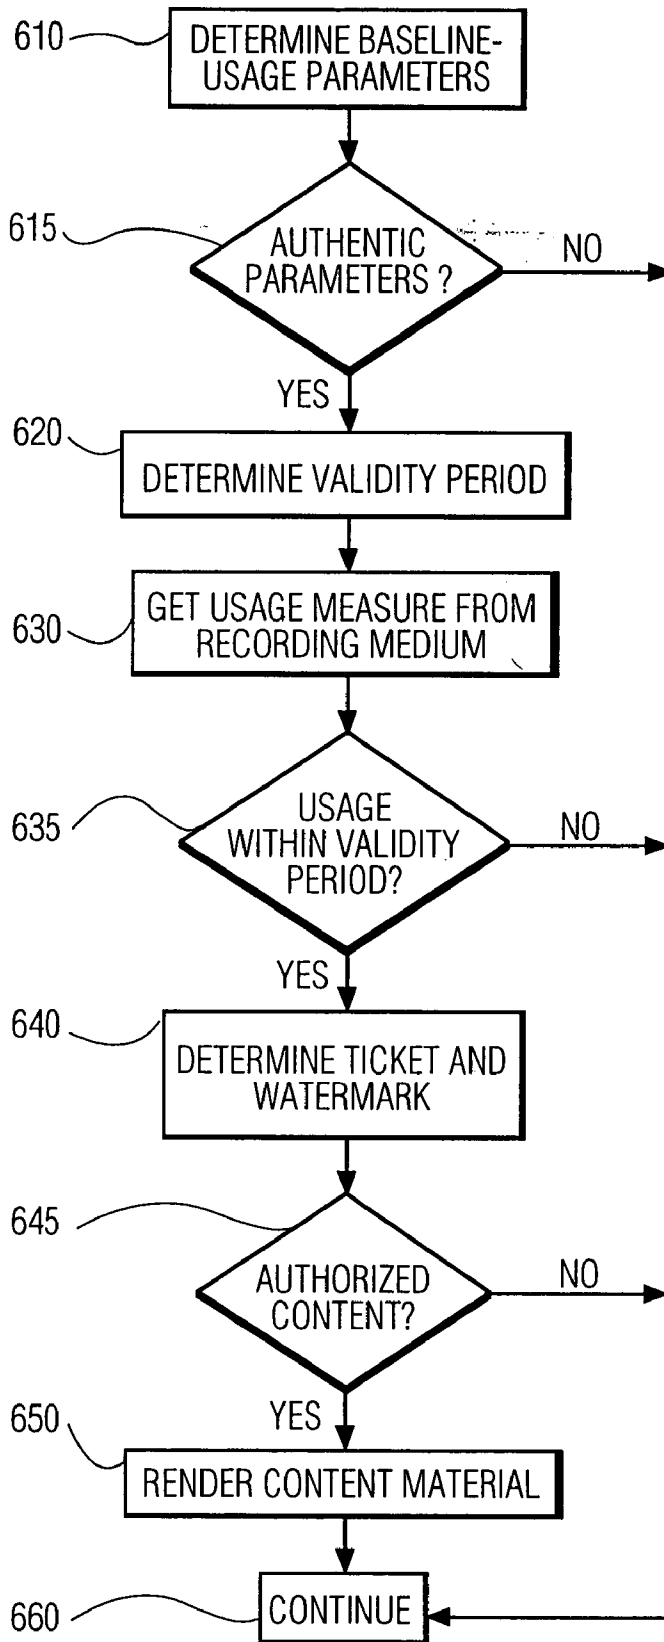 610
DETERMINE BASELINE-
USAGE PARAMETERS
615
AUTHENTIC
PARAMETERS ?
NO
YES
620
DETERMINE VALIDITY PERIOD
630
GET USAGE MEASURE FROM
RECORDING MEDIUM
635
USAGE
WITHIN VALIDITY
PERIOD?
NO
YES
640
DETERMINE TICKET AND
WATERMARK
645
AUTHORIZED
CONTENT?
NO
YES
650
RENDER CONTENT MATERIAL
660
CONTINUE